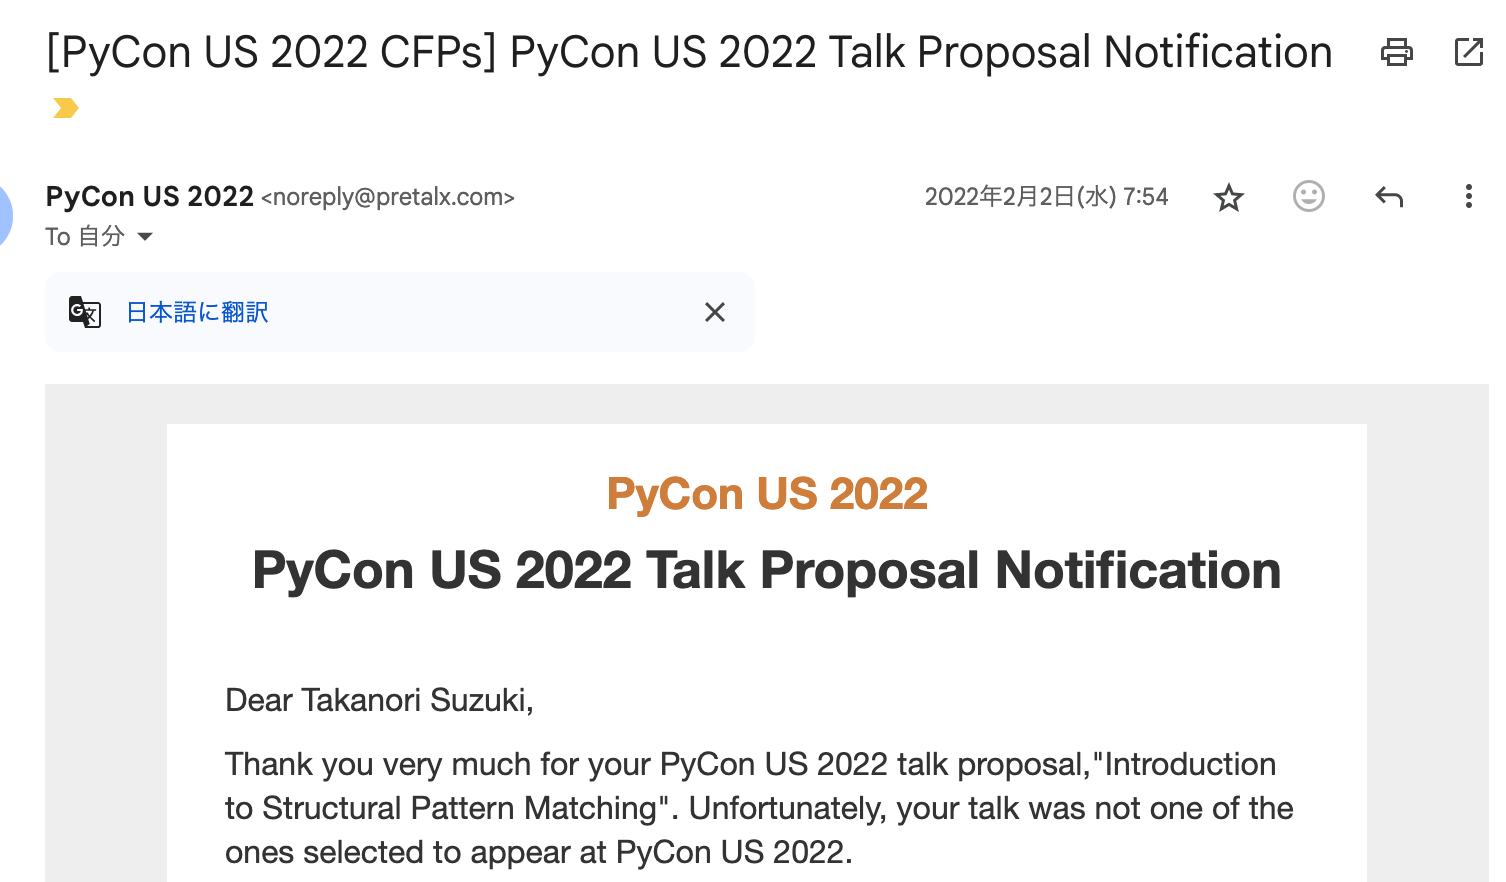 [PyCon US 2022 CFPs] PyCon US 2022 Talk Proposal Notification
PyCon US 2022 <noreply@pretalx.com>
2022年2月2日(水) 7:54
To 自分
G文
日本語に翻訳
PyCon US 2022
PyCon US 2022 Talk Proposal Notification
Dear Takanori Suzuki,
Thank you very much for your PyCon US 2022 talk proposal,"Introduction
to Structural Pattern Matching". Unfortunately, your talk was not one of the
ones selected to appear at PyCon US 2022.